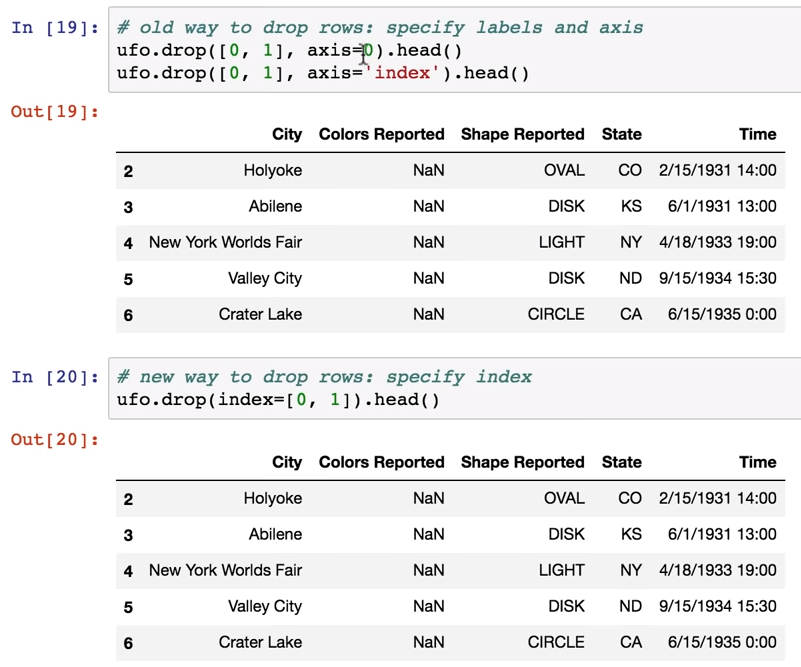 In [19]: # old way to drop rows: specify labels and axis
ufo.drop([0, 1], axis=0).head()
ufo.drop([0, 1], axis='index').head()
Out[19]:
City Colors Reported Shape Reported State Time
2 Holyoke NaN OVAL CO 2/15/1931 14:00
3 Abilene NaN DISK KS 6/1/1931 13:00
4 New York Worlds Fair NaN LIGHT NY 4/18/1933 19:00
5 Valley City NaN DISK ND 9/15/1934 15:30
6 Crater Lake NaN CIRCLE CA 6/15/1935 0:00
In [20]: # new way to drop rows: specify index
ufo.drop(index=[0, 1]).head()
Out[20]:
City Colors Reported Shape Reported State Time
2 Holyoke NaN OVAL CO 2/15/1931 14:00
3 Abilene NaN DISK KS 6/1/1931 13:00
4 New York Worlds Fair NaN LIGHT NY 4/18/1933 19:00
5 Valley City NaN DISK ND 9/15/1934 15:30
6 Crater Lake NaN CIRCLE CA 6/15/1935 0:00